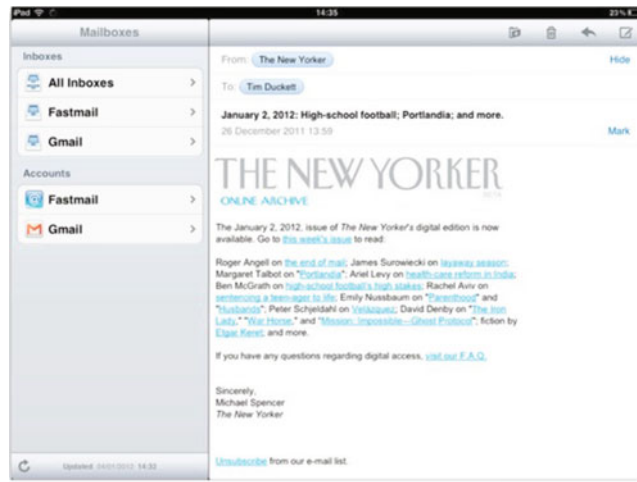 iPad 14:35 23%
Mailboxes
Inboxes
All Inboxes
Fastmail
Gmail
Accounts
Fastmail
Gmail
Updated 04/01/2012 14:32
From: The New Yorker Hide
To: Tim Duckett
January 2, 2012: High-school football; Portlandia; and more.
26 December 2011 13:59 Mark
THE NEW YORKER
BETA
ONLINE ARCHIVE
The January 2, 2012, issue of The New Yorker's digital edition is now
available. Go to this week's issue to read:
Roger Angell on the end of mail; James Surowiecki on layaway season;
Margaret Talbot on "Portlandia"; Ariel Levy on health-care reform in India;
Ben McGrath on high-school football's high stakes; Rachel Aviv on
sentencing a teen-ager to life; Emily Nussbaum on "Parenthood" and
"Husbands"; Peter Schjeldahl on Velázquez; David Denby on "The Iron
Lady," "War Horse," and "Mission: Impossible—Ghost Protocol"; fiction by
Etgar Keret; and more.
If you have any questions regarding digital access, visit our F.A.Q.
Sincerely,
Michael Spencer
The New Yorker
Unsubscribe from our e-mail list.